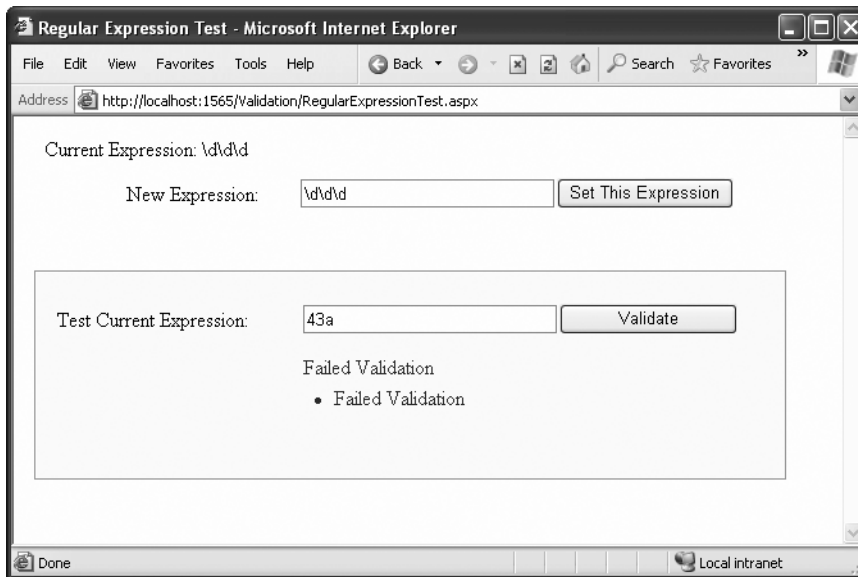 Regular Expression Test - Microsoft Internet Explorer
File Edit View Favorites Tools Help Back Search Favorites »
Address http://localhost:1565/Validation/RegularExpressionTest.aspx
Current Expression: \d\d\d
New Expression: \d\d\d Set This Expression
Test Current Expression: 43a Validate
Failed Validation
• Failed Validation
Done Local intranet